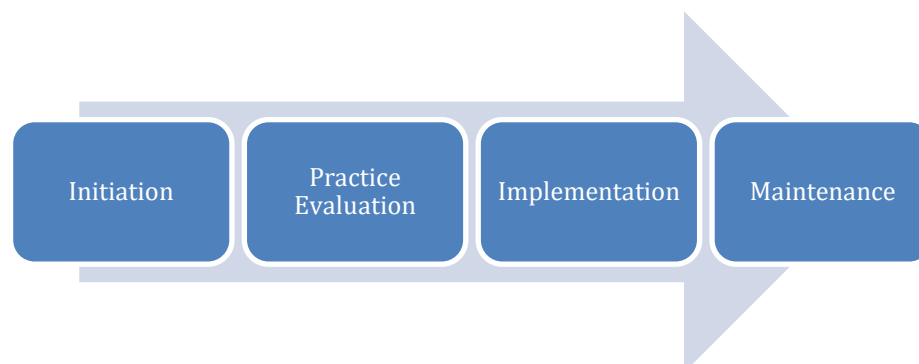 Initiation
Practice
Evaluation
Implementation
Maintenance